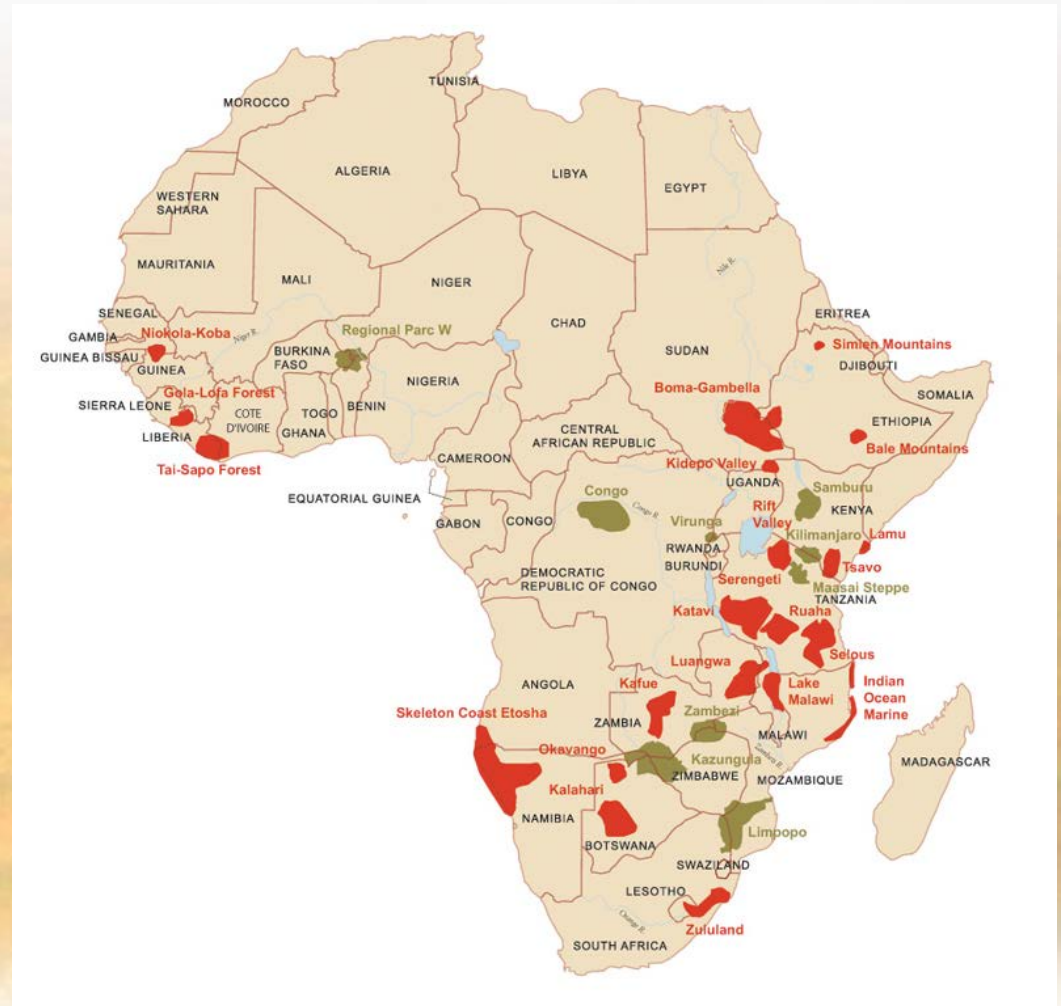 TUNISIA
MOROCCO
ALGERIA
LIBYA
EGYPT
WESTERN
SAHARA
MAURITANIA
MALI
NIGER
CHAD
Nile R.
SUDAN
ERITREA
SENEGAL
GAMBIA
Niokola-Koba
GUINEA BISSAU
GUINEA
Niger R.
Regional Parc W
BURKINA
FASO
NIGERIA
Simien Mountains
DJIBOUTI
SOMALIA
Boma-Gambella
ETHIOPIA
Bale Mountains
Gola-Lofa Forest
SIERRA LEONE
COTE
D'IVOIRE
TOGO
BENIN
GHANA
LIBERIA
Tai-Sapo Forest
CENTRAL
AFRICAN REPUBLIC
CAMEROON
Kidepo Valley
UGANDA
EQUATORIAL GUINEA
GABON
CONGO
Congo
Congo R.
Samburu
KENYA
Rift
Valley
Virunga
Kilimanjaro
Lamu
RWANDA
BURUNDI
Tsavo
DEMOCRATIC
REPUBLIC OF CONGO
Serengeti
Maasai Steppe
TANZANIA
Katavi
Ruaha
Selous
Luangwa
Lake
Malawi
Indian
Ocean
Marine
ANGOLA
Kafue
ZAMBIA
Zambezi
MALAWI
Zambezi R.
Skeleton Coast Etosha
Okavango
Kazungula
ZIMBABWE
MOZAMBIQUE
MADAGASCAR
Kalahari
NAMIBIA
BOTSWANA
Limpopo
SWAZILAND
LESOTHO
Orange R.
Zululand
SOUTH AFRICA